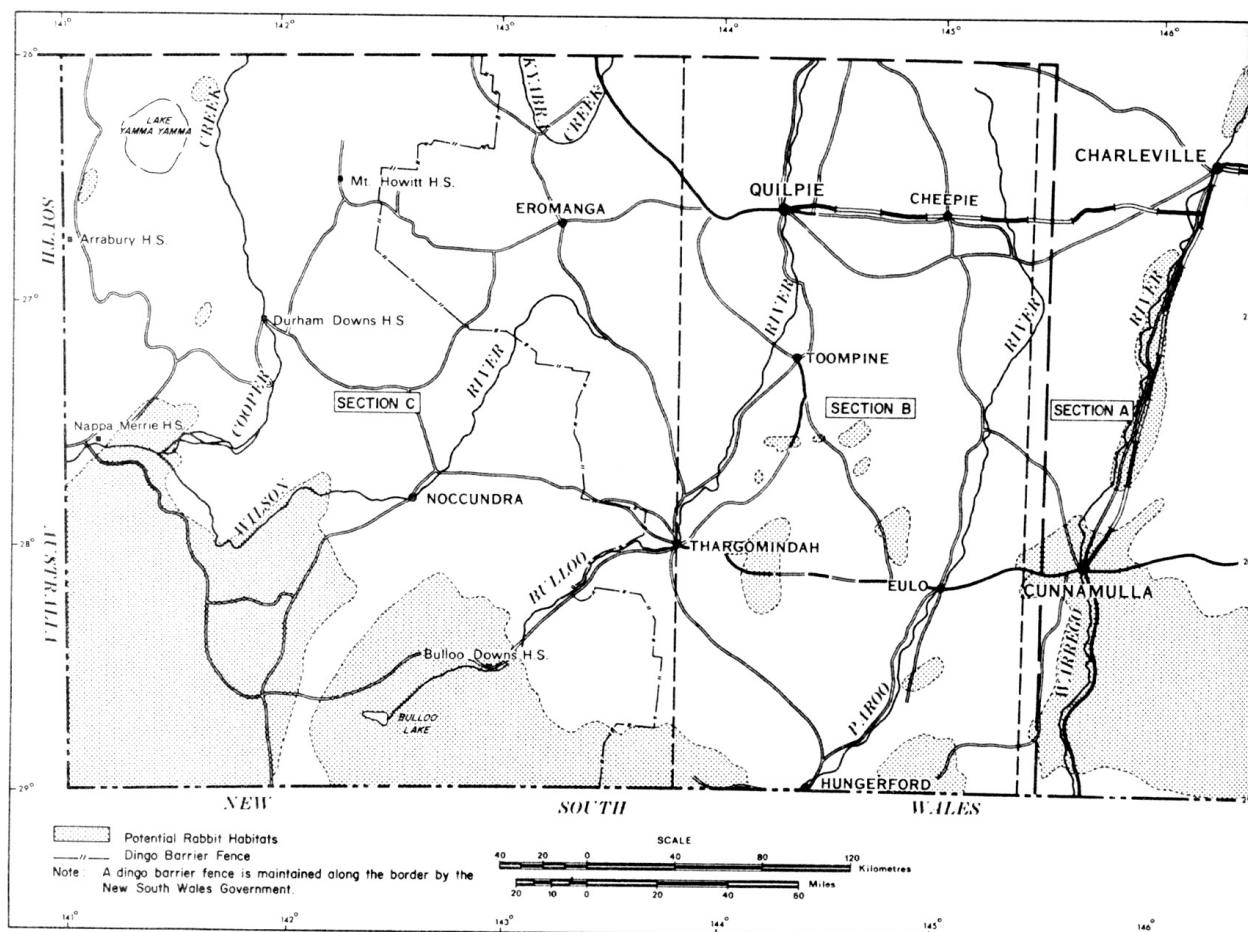 141° 142° 143° 144° 145° 146°
26°
KYABRA
CREEK
LAKE
YAMMA YAMMA
CREEK
CHARLEVILLE
Mt. Howitt H.S.
QUILPIE
CHEEPIE
EROMANGA
SOUTH
Arrabury H.S.
27°
RIVER
RIVER
RIVER
Durham Downs H.S.
RIVER
TOOMPINE
COOPER
SECTION C
SECTION B
SECTION A
Nappa Merrie H.S.
WILSON
NOCCUNDRA
28°
THARGOMINDAH
AUSTRALIA
BULLOO
EULO
CUNNAMULLA
WARREGO
Bulloo Downs H.S.
PAROO
BULLOO
LAKE
29°
HUNGERFORD
NEW SOUTH WALES
Potential Rabbit Habitats
Dingo Barrier Fence
Note: A dingo barrier fence is maintained along the border by the
New South Wales Government.
SCALE
40 20 0 40 80 120
Kilometres
Miles
20 10 0 20 40 60
141° 142° 143° 144° 145° 146°